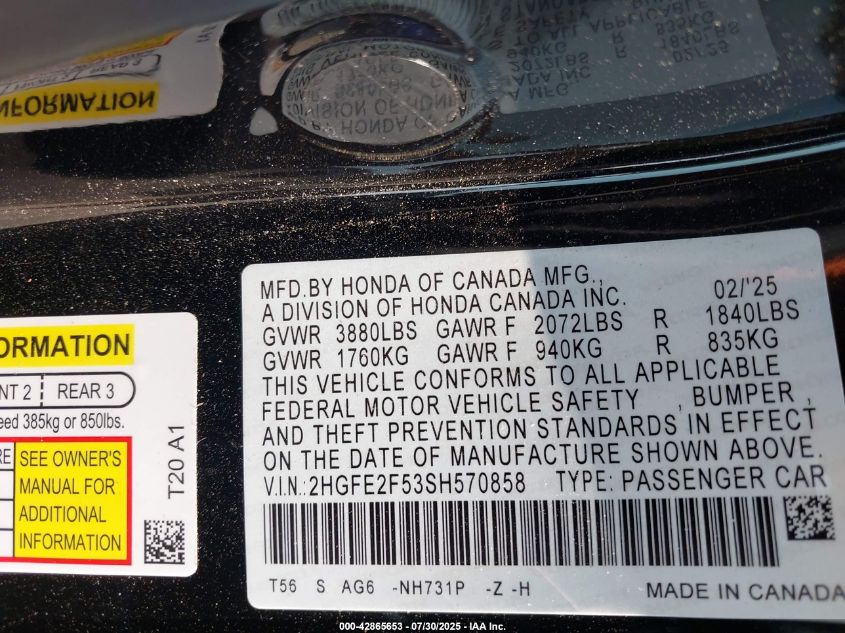 INFORMATION
ORMATION
NT 2 | REAR 3
eed 385kg or 850lbs.
RE
SEE OWNER'S
MANUAL FOR
ADDITIONAL
INFORMATION
T20 A1
MFD.BY HONDA OF CANADA MFG., 02/'25
A DIVISION OF HONDA CANADA INC.
GVWR 3880LBS GAWR F 2072LBS R 1840LBS
GVWR 1760KG GAWR F 940KG R 835KG
THIS VEHICLE CONFORMS TO ALL APPLICABLE
FEDERAL MOTOR VEHICLE SAFETY , BUMPER ,
AND THEFT PREVENTION STANDARDS IN EFFECT
ON THE DATE OF MANUFACTURE SHOWN ABOVE.
V.I.N.: 2HGFE2F53SH570858 TYPE: PASSENGER CAR
T56 S AG6 -NH731P -Z -H MADE IN CANADA
000-42865653 - 07/30/2025 - IAA Inc.